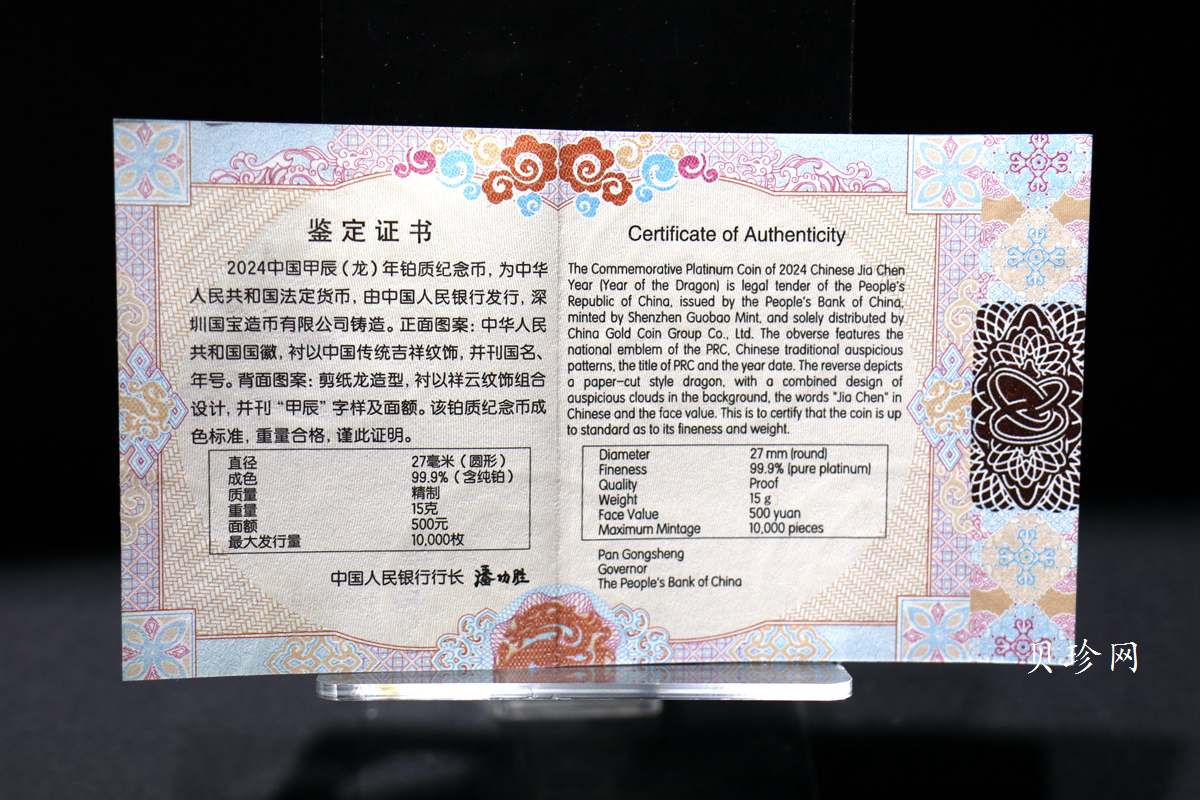 鉴定证书
2024中国甲辰（龙）年铂质纪念币，为中华
人民共和国法定货币，由中国人民银行发行，深
圳国宝造币有限公司铸造。正面图案：中华人民
共和国国徽，衬以中国传统吉祥纹饰，并刊国名、
年号。背面图案：剪纸龙造型，衬以祥云纹饰组合
设计，并刊“甲辰”字样及面额。该铂质纪念币成
色标准，重量合格，谨此证明。
直径 27毫米（圆形）
成色 99.9%（含纯铂）
质量 精制
重量 15克
面额 500元
最大发行量 10,000枚
中国人民银行行长 潘功胜
Certificate of Authenticity
The Commemorative Platinum Coin of 2024 Chinese Jia Chen
Year (Year of the Dragon) is legal tender of the People's
Republic of China, issued by the People's Bank of China,
minted by Shenzhen Guobao Mint, and solely distributed by
China Gold Coin Group Co., Ltd. The obverse features the
national emblem of the PRC, Chinese traditional auspicious
patterns, the title of PRC and the year date. The reverse depicts
a paper-cut style dragon, with a combined design of
auspicious clouds in the background, the words "Jia Chen" in
Chinese and the face value. This is to certify that the coin is up
to standard as to its fineness and weight.
Diameter 27 mm (round)
Fineness 99.9% (pure platinum)
Quality Proof
Weight 15 g
Face Value 500 yuan
Maximum Mintage 10,000 pieces
Pan Gongsheng
Governor
The People's Bank of China
贝珍网